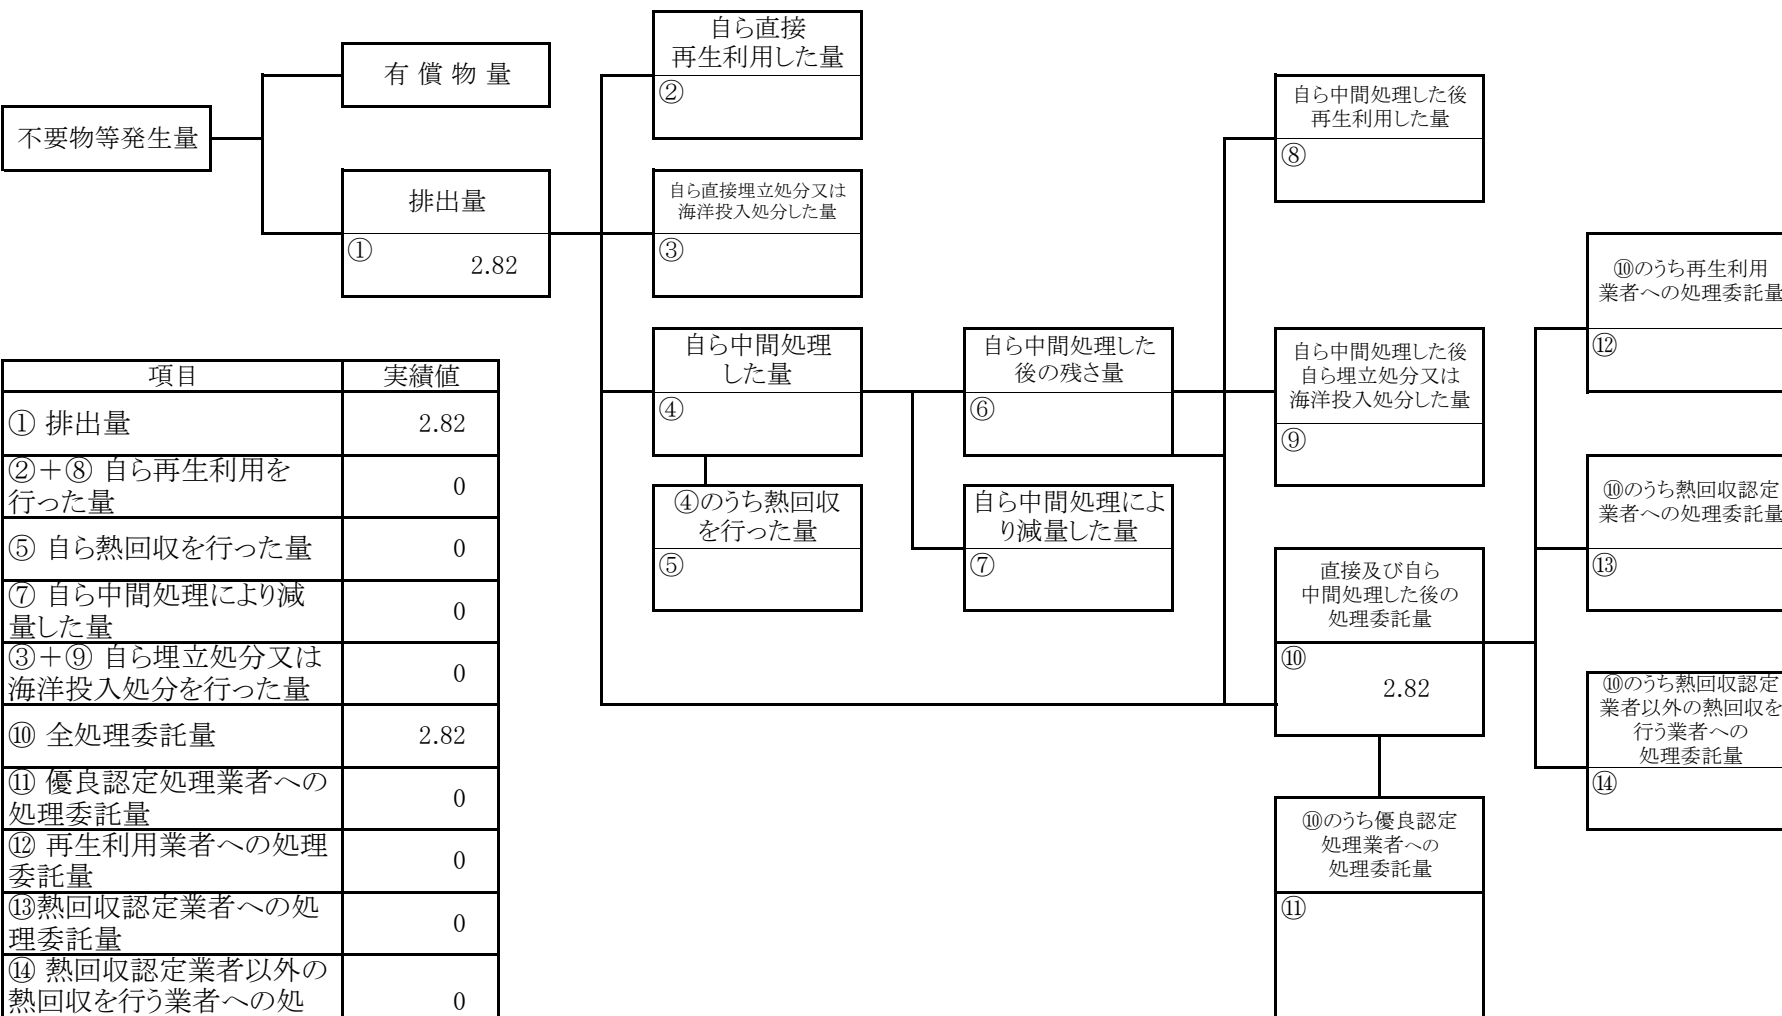 不要物等発生量
有 償 物 量
排出量
①
2.82
自ら直接
再生利用した量
②
自ら直接埋立処分又は
海洋投入処分した量
③
自ら中間処理
した量
④
④のうち熱回収
を行った量
⑤
自ら中間処理した
後の残さ量
⑥
自ら中間処理によ
り減量した量
⑦
自ら中間処理した後
再生利用した量
⑧
自ら中間処理した後
自ら埋立処分又は
海洋投入処分した量
⑨
直接及び自ら
中間処理した後の
処理委託量
⑩
2.82
⑩のうち優良認定
処理業者への
処理委託量
⑪
⑩のうち再生利用
業者への処理委託量
⑫
⑩のうち熱回収認定
業者への処理委託量
⑬
⑩のうち熱回収認定
業者以外の熱回収を
行う業者への
処理委託量
⑭
項目 実績値
① 排出量 2.82
②＋⑧ 自ら再生利用を
行った量 0
⑤ 自ら熱回収を行った量 0
⑦ 自ら中間処理により減
量した量 0
③＋⑨ 自ら埋立処分又は
海洋投入処分を行った量 0
⑩ 全処理委託量 2.82
⑪ 優良認定処理業者への
処理委託量 0
⑫ 再生利用業者への処理
委託量 0
⑬熱回収認定業者への処
理委託量 0
⑭ 熱回収認定業者以外の
熱回収を行う業者への処 0